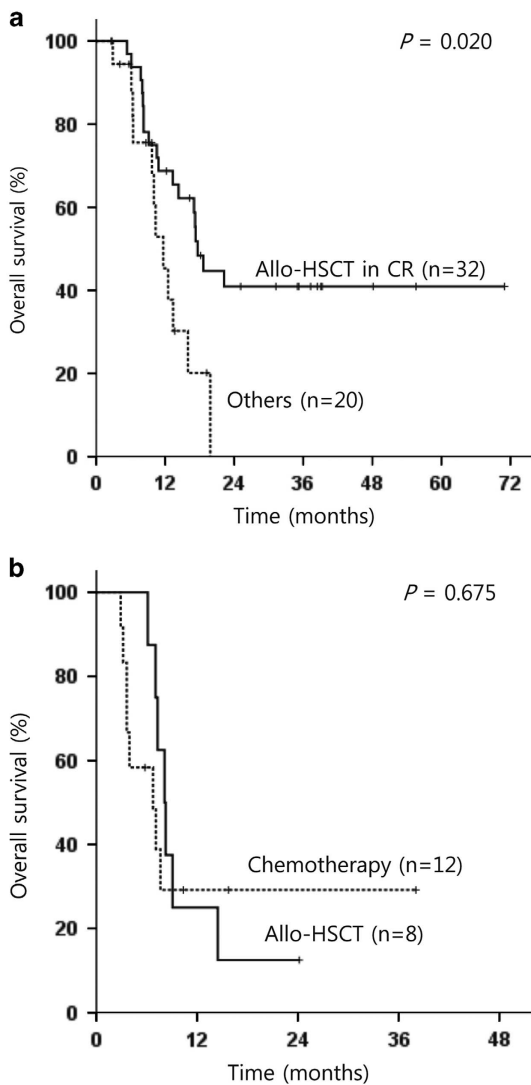 a
P = 0.020
100
80
60
40
20
0
Overall survival (%)
Allo-HSCT in CR (n=32)
Others (n=20)
0 12 24 36 48 60 72
Time (months)
b
P = 0.675
100
80
60
40
20
0
Overall survival (%)
Chemotherapy (n=12)
Allo-HSCT (n=8)
0 12 24 36 48
Time (months)